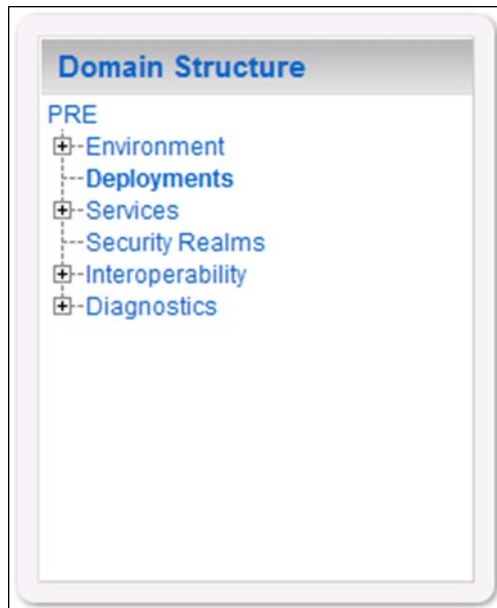 Domain Structure
PRE
Environment
Deployments
Services
Security Realms
Interoperability
Diagnostics